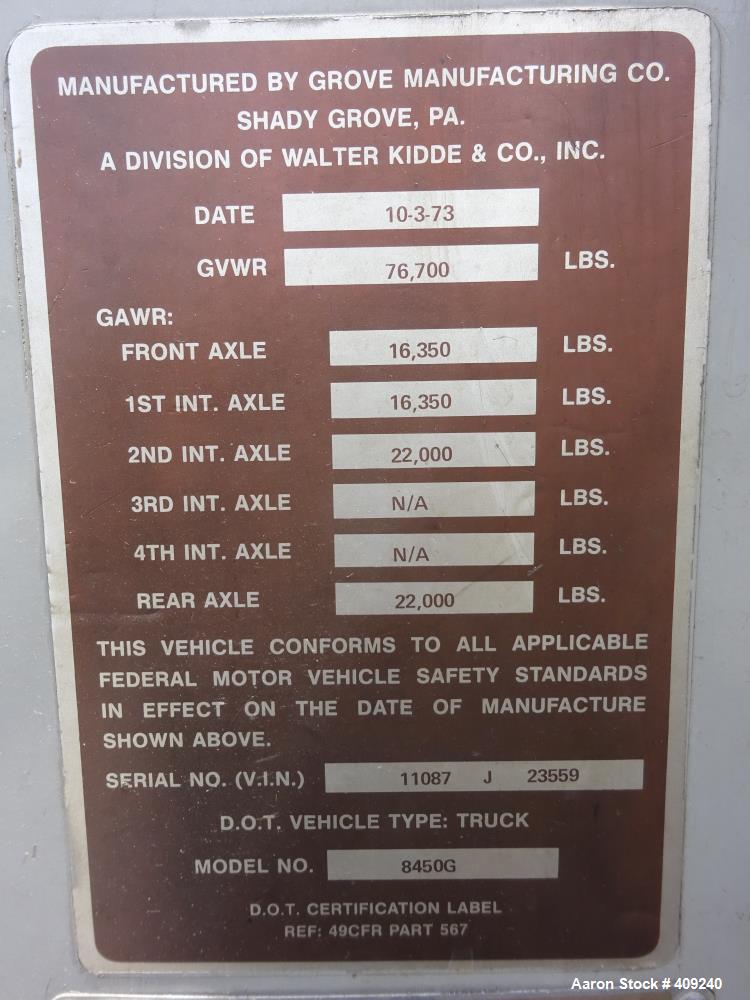 MANUFACTURED BY GROVE MANUFACTURING CO.
SHADY GROVE, PA.
A DIVISION OF WALTER KIDDE & CO., INC.
DATE 10-3-73
GVWR 76,700 LBS.
GAWR:
FRONT AXLE 16,350 LBS.
1ST INT. AXLE 16,350 LBS.
2ND INT. AXLE 22,000 LBS.
3RD INT. AXLE N/A LBS.
4TH INT. AXLE N/A LBS.
REAR AXLE 22,000 LBS.
THIS VEHICLE CONFORMS TO ALL APPLICABLE
FEDERAL MOTOR VEHICLE SAFETY STANDARDS
IN EFFECT ON THE DATE OF MANUFACTURE
SHOWN ABOVE.
SERIAL NO. (V.I.N.) 11087 J 23559
D.O.T. VEHICLE TYPE: TRUCK
MODEL NO. 8450G
D.O.T. CERTIFICATION LABEL
REF: 49CFR PART 567
Aaron Stock # 409240